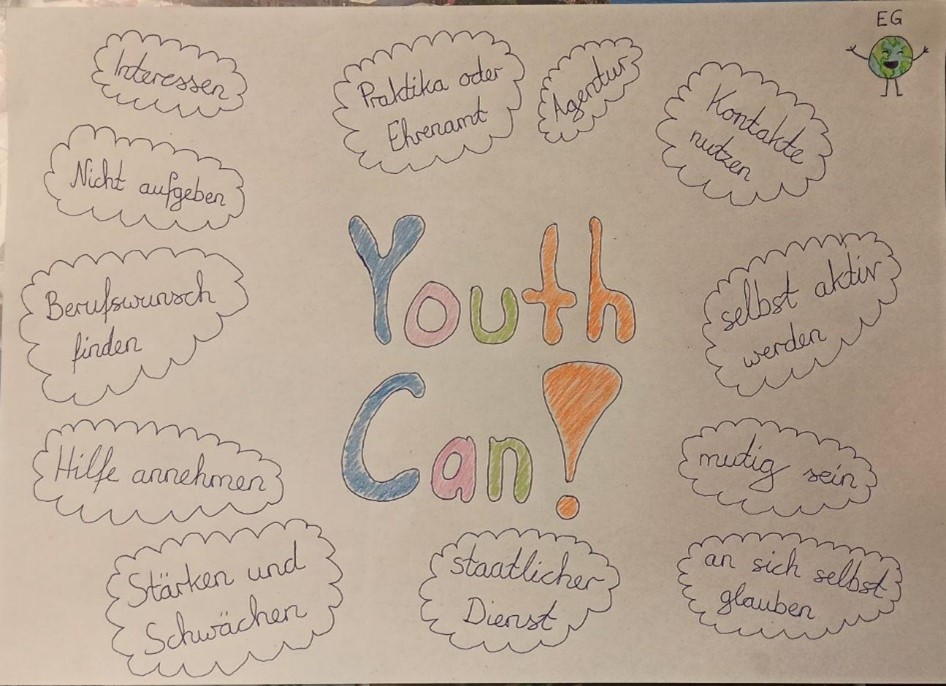 EG
Interessen
Praktika oder
Ehrenamt
Agentur
Kontakte
nutzen
Nicht aufgeben
Youth
Can!
Berufswunsch
finden
selbst aktiv
werden
Hilfe annehmen
mutig sein
Stärken und
Schwächen
staatlicher
Dienst
an sich selbst
glauben